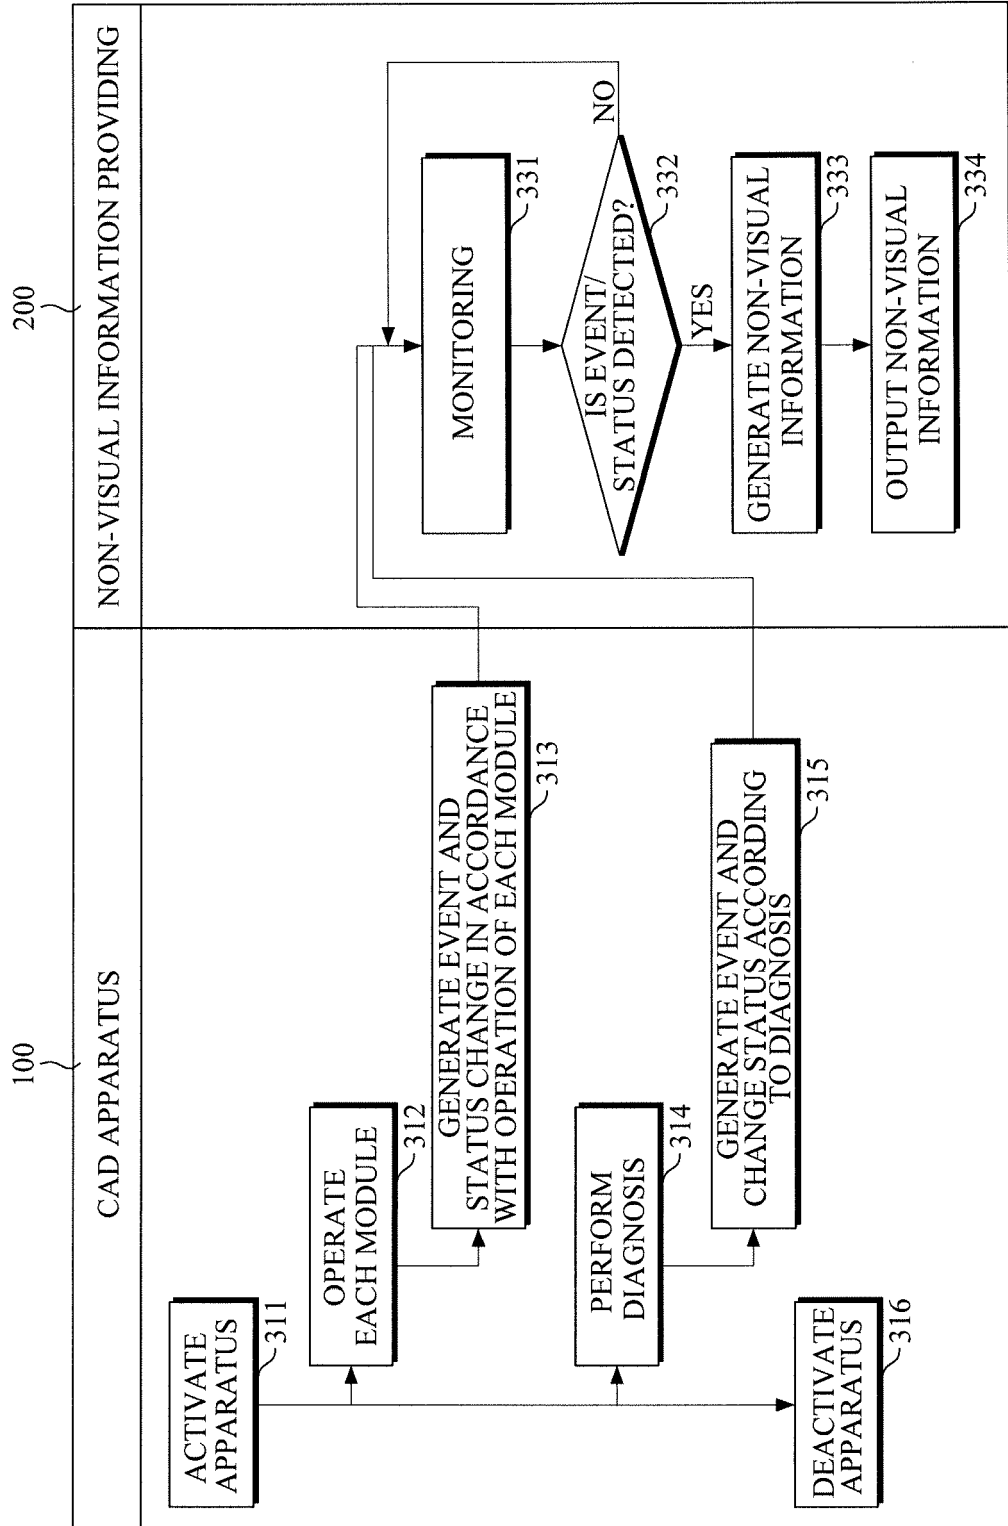 100
200
CAD APPARATUS
NON-VISUAL INFORMATION PROVIDING
ACTIVATE
APPARATUS
311
OPERATE
EACH MODULE
312
GENERATE EVENT AND
STATUS CHANGE IN ACCORDANCE
WITH OPERATION OF EACH MODULE
313
PERFORM
DIAGNOSIS
314
GENERATE EVENT AND
CHANGE STATUS ACCORDING
TO DIAGNOSIS
315
DEACTIVATE
APPARATUS
316
MONITORING
331
IS EVENT/
STATUS DETECTED?
332
NO
YES
GENERATE NON-VISUAL
INFORMATION
333
OUTPUT NON-VISUAL
INFORMATION
334